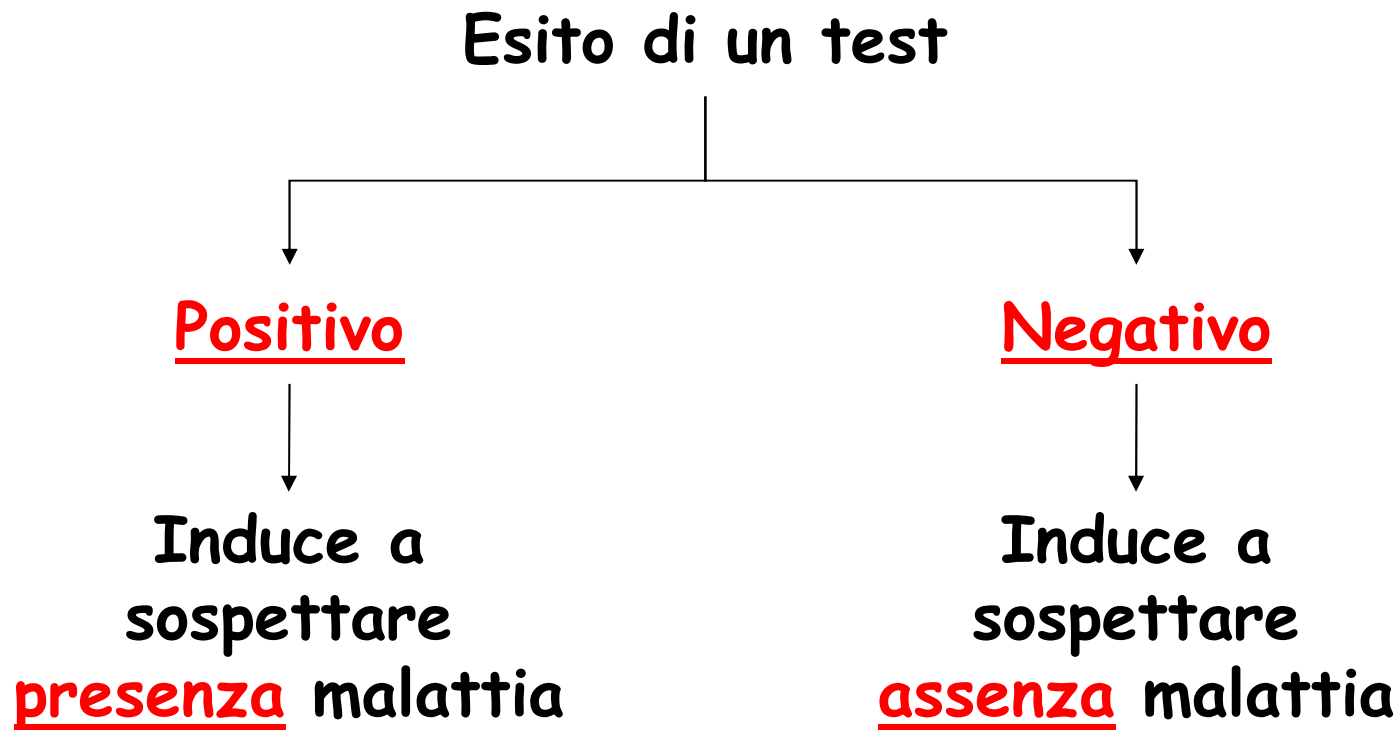 Esito di un test
Positivo
Negativo
Induce a
sospettare
presenza malattia
Induce a
sospettare
assenza malattia